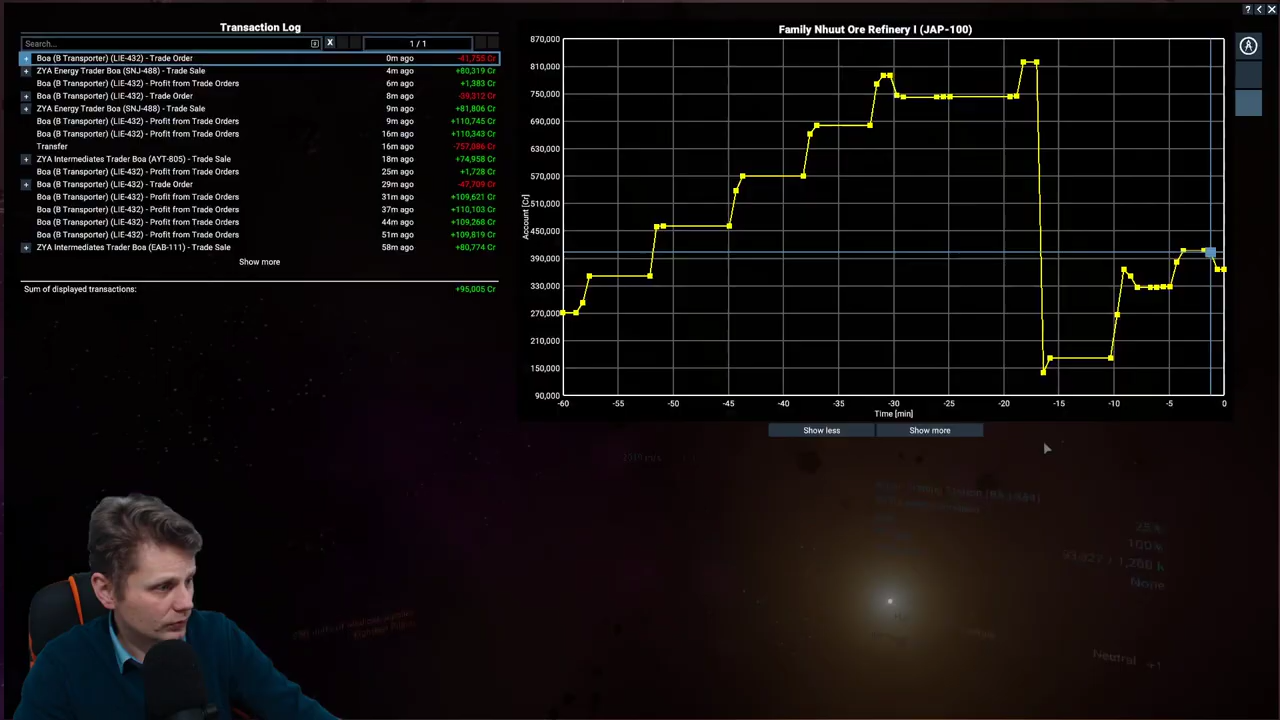 Transaction Log
Search...
X
1 / 1
+ Boa (B Transporter) (LIE-432) - Trade Order 0m ago -41,755 Cr
+ ZYA Energy Trader Boa (SNJ-488) - Trade Sale 4m ago +80,319 Cr
Boa (B Transporter) (LIE-432) - Profit from Trade Orders 6m ago +1,383 Cr
+ Boa (B Transporter) (LIE-432) - Trade Order 8m ago -39,312 Cr
+ ZYA Energy Trader Boa (SNJ-488) - Trade Sale 9m ago +81,806 Cr
Boa (B Transporter) (LIE-432) - Profit from Trade Orders 9m ago +110,745 Cr
Boa (B Transporter) (LIE-432) - Profit from Trade Orders 16m ago +110,343 Cr
Transfer 16m ago -757,086 Cr
+ ZYA Intermediates Trader Boa (AYT-805) - Trade Sale 18m ago +74,958 Cr
Boa (B Transporter) (LIE-432) - Profit from Trade Orders 25m ago +1,728 Cr
+ Boa (B Transporter) (LIE-432) - Trade Order 29m ago -47,709 Cr
Boa (B Transporter) (LIE-432) - Profit from Trade Orders 31m ago +109,621 Cr
Boa (B Transporter) (LIE-432) - Profit from Trade Orders 37m ago +110,103 Cr
Boa (B Transporter) (LIE-432) - Profit from Trade Orders 44m ago +109,268 Cr
Boa (B Transporter) (LIE-432) - Profit from Trade Orders 51m ago +109,819 Cr
+ ZYA Intermediates Trader Boa (EAB-111) - Trade Sale 58m ago +80,774 Cr
Show more
Sum of displayed transactions: +95,005 Cr
? < X
Family Nhuut Ore Refinery I (JAP-100)
870,000
810,000
750,000
690,000
630,000
570,000
510,000
450,000
390,000
330,000
270,000
210,000
150,000
90,000
Account [Cr]
-60 -55 -50 -45 -40 -35 -30 -25 -20 -15 -10 -5 0
Time [min]
Show less Show more
25%
100%
None
Neutral +1